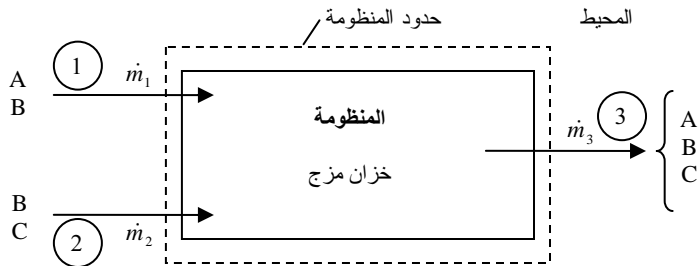 المحيط
حدود المنظومة
1
ṁ1
A
B
المنظومة
خزان مزج
3
ṁ3
A
B
C
B
C
2
ṁ2